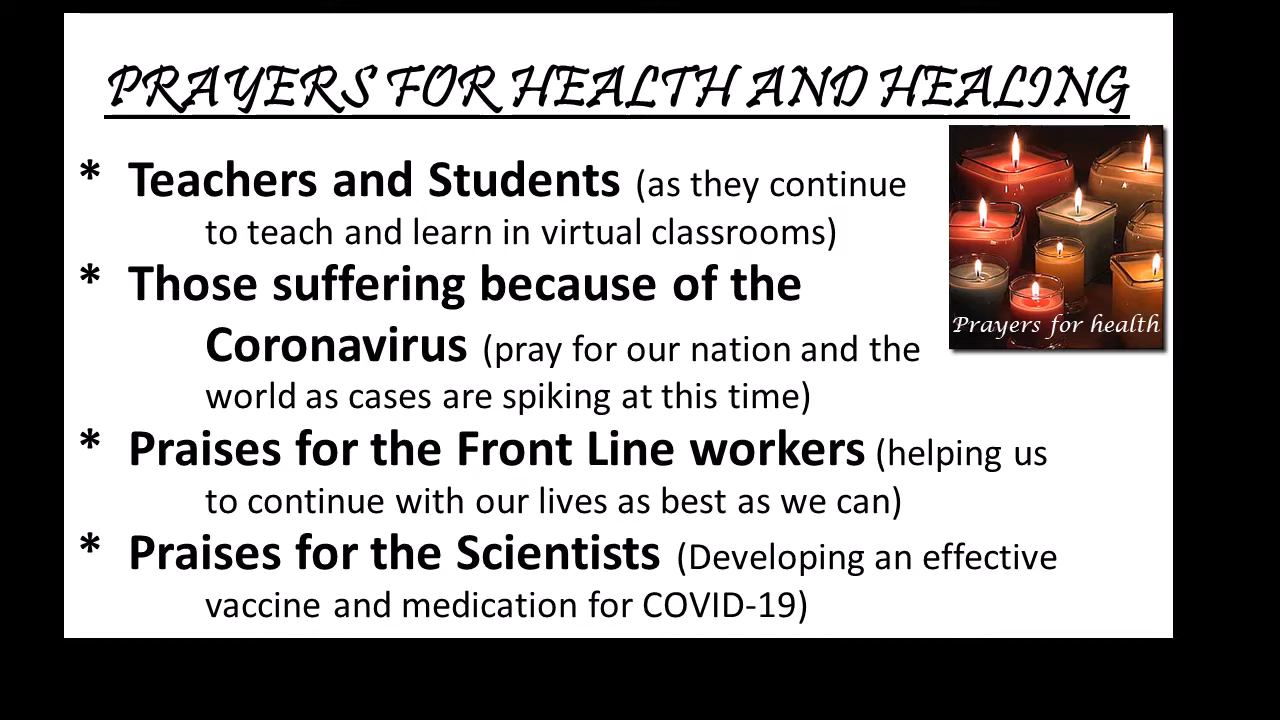 PRAYERS FOR HEALTH AND HEALING
* Teachers and Students (as they continue
to teach and learn in virtual classrooms)
* Those suffering because of the
Coronavirus (pray for our nation and the
world as cases are spiking at this time)
* Praises for the Front Line workers (helping us
to continue with our lives as best as we can)
* Praises for the Scientists (Developing an effective
vaccine and medication for COVID-19)
Prayers for health